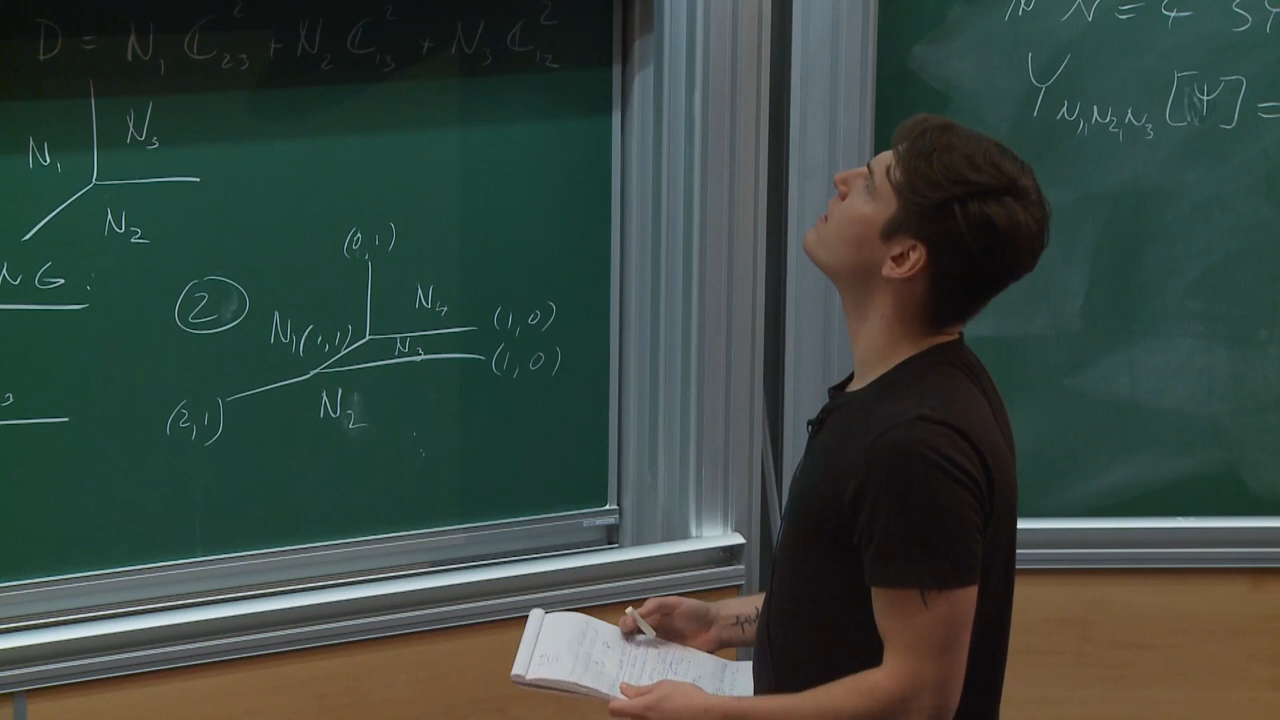 D = N₁ ℂ²₂₃ + N₂ ℂ²₁₃ + N₃ ℂ²₁₂
N₁
N₃
N₂
NG:
3
2
(0,1)
N₄
(1,0)
N₁ (1,1)
N₃
(1,0)
(2,1)
N₂
N = 4
Y_{N₁,N₂,N₃} [Ψ] =